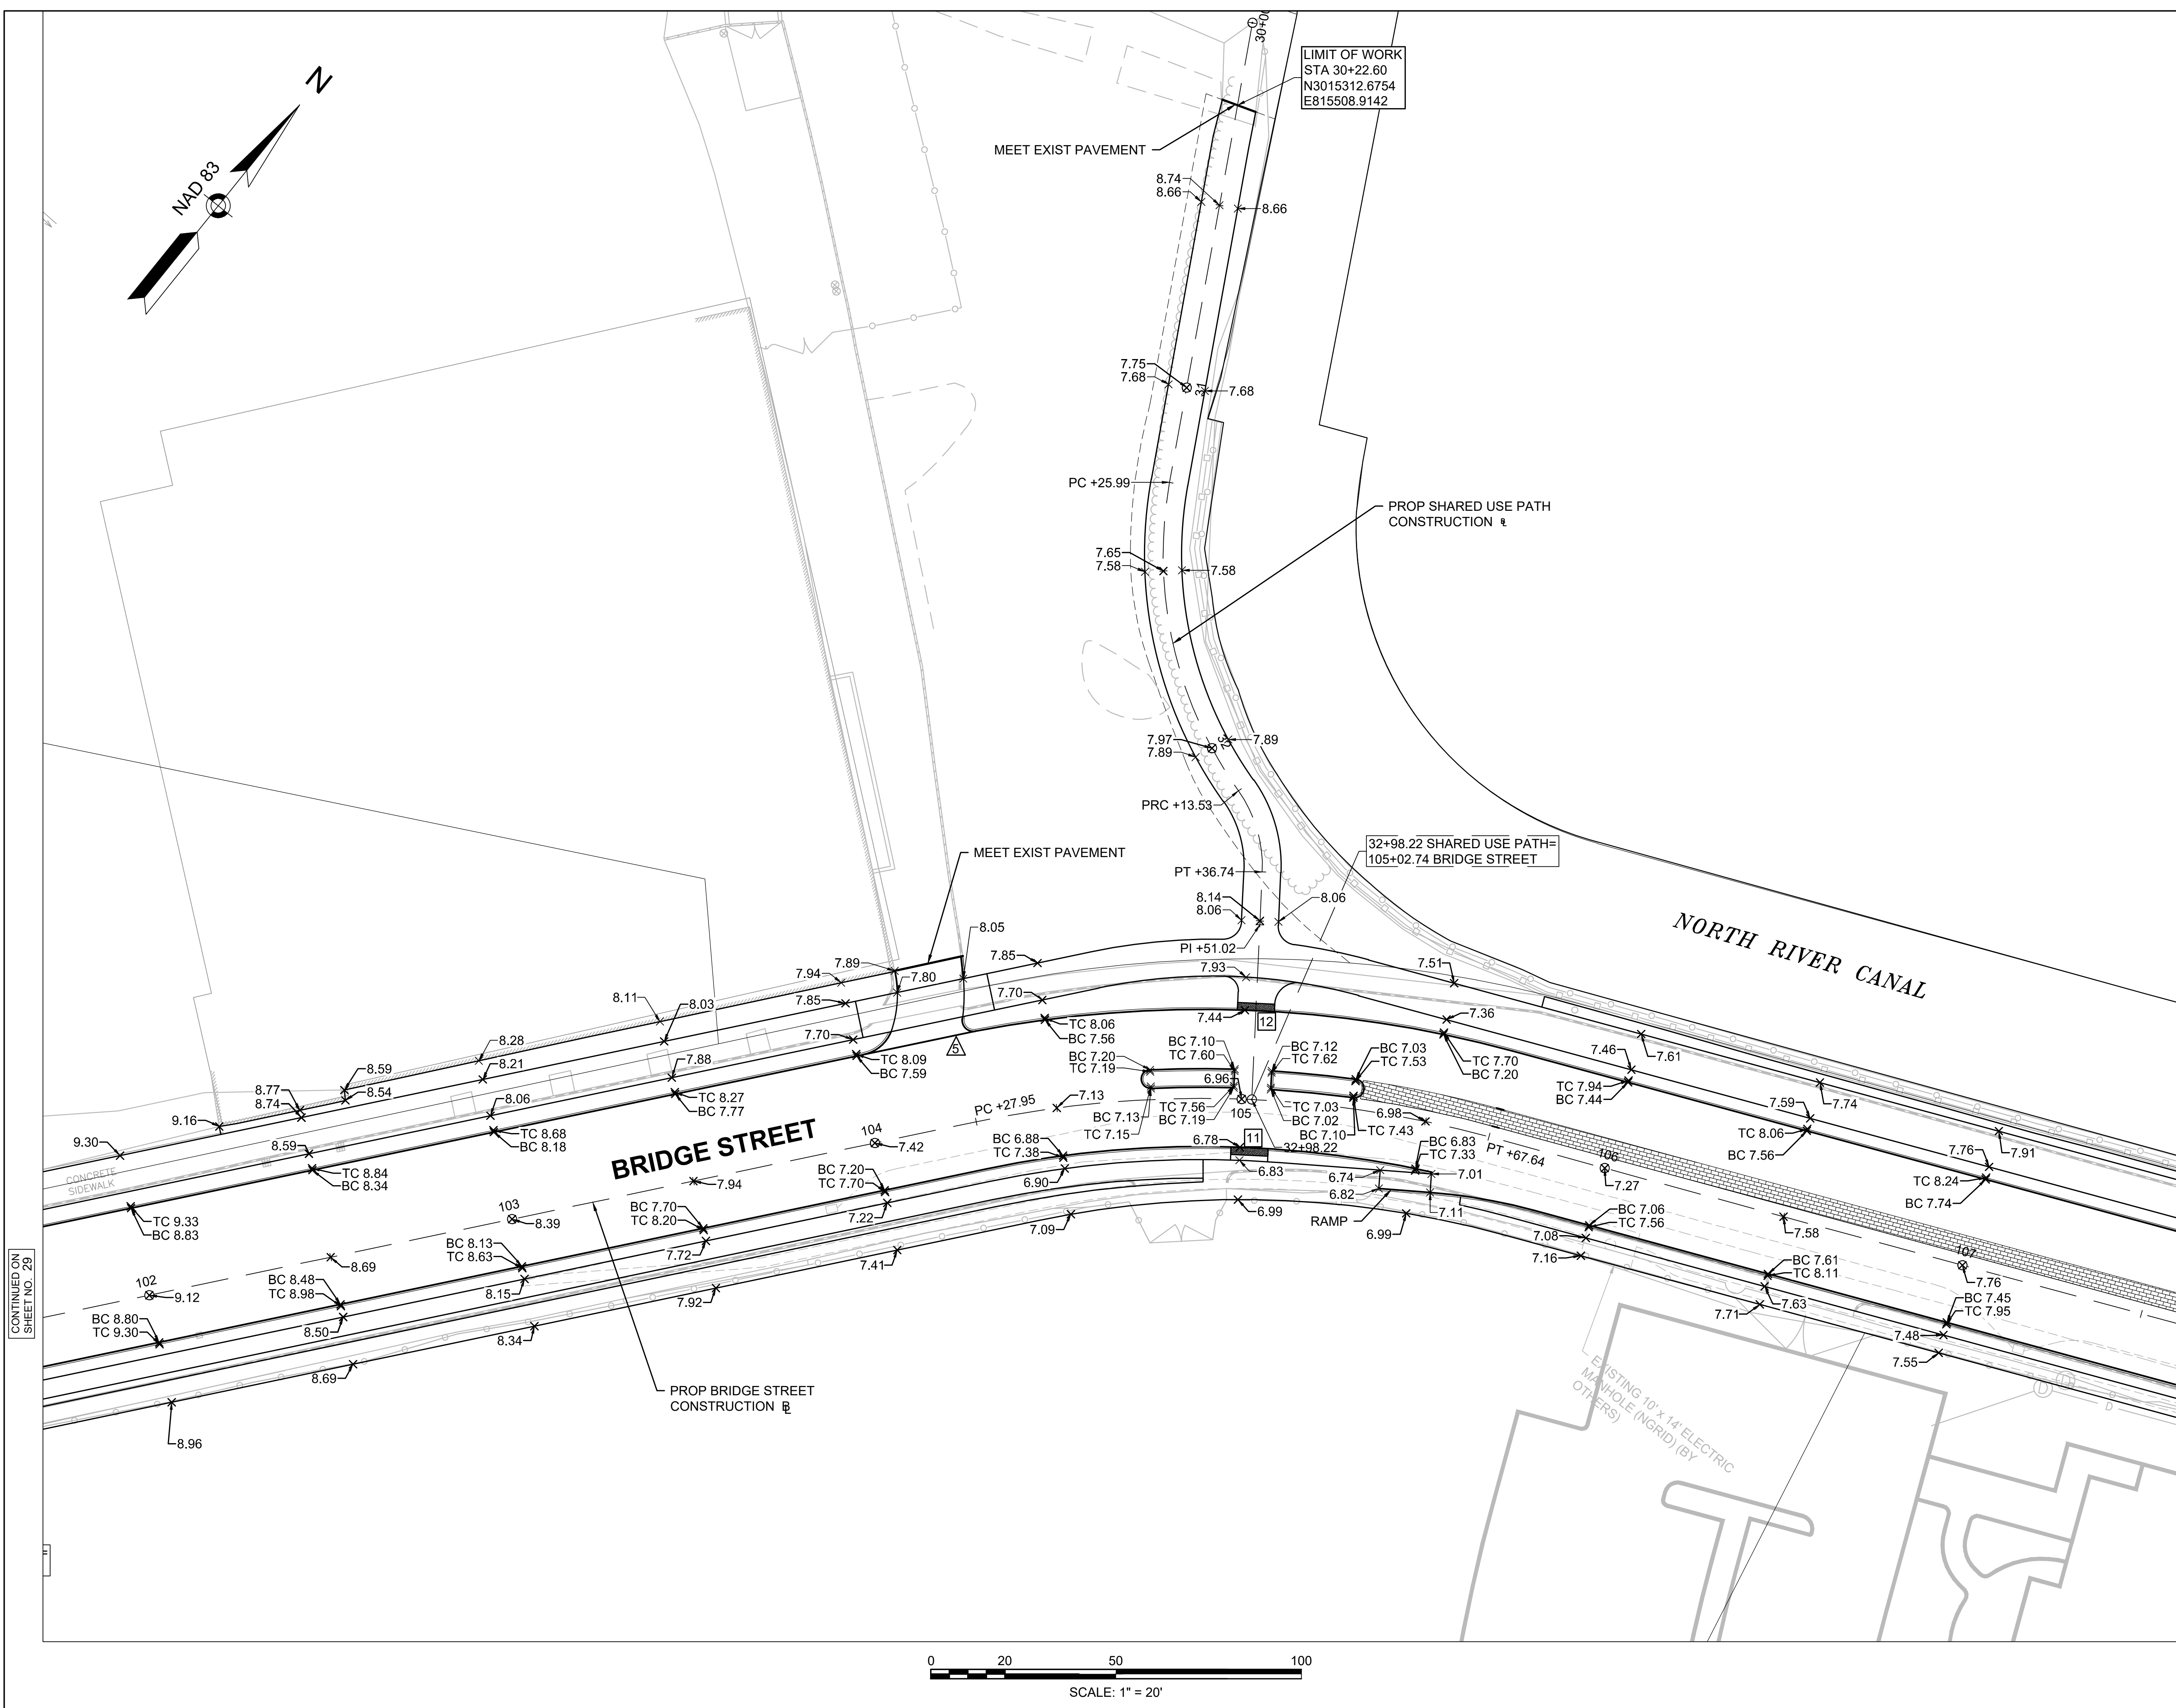 30+00
LIMIT OF WORK
STA 30+22.60
N3015312.6754
E815508.9142
N
NAD 83
MEET EXIST PAVEMENT
8.74
8.66
8.66
7.75
7.68
31
7.68
PC +25.99
PROP SHARED USE PATH
CONSTRUCTION ℄
7.65
7.58
7.58
7.97
7.89
32
7.89
PRC +13.53
32+98.22 SHARED USE PATH=
105+02.74 BRIDGE STREET
MEET EXIST PAVEMENT
PT +36.74
8.14
8.06
8.06
PI +51.02
NORTH RIVER CANAL
8.05
7.85
7.89
7.94
7.80
7.93
7.51
8.11
8.03
7.85
7.70
7.44
12
7.36
7.61
8.28
8.21
7.88
7.70
5
TC 8.06
BC 7.56
TC 8.09
BC 7.59
BC 7.20
TC 7.19
BC 7.10
TC 7.60
BC 7.12
TC 7.62
BC 7.03
TC 7.53
TC 7.70
BC 7.20
7.46
TC 7.94
BC 7.44
7.74
8.59
8.54
8.77
8.74
9.16
9.30
8.06
TC 8.27
BC 7.77
6.96
105
PC +27.95
7.13
BC 7.13
TC 7.15
TC 7.56
BC 7.19
TC 7.03
BC 7.02
BC 7.10
TC 7.43
6.98
7.59
TC 8.06
BC 7.56
7.91
8.59
TC 8.68
BC 8.18
BRIDGE STREET
104
7.42
BC 6.88
TC 7.38
6.78
11
32+98.22
BC 6.83
TC 7.33
PT +67.64
106
7.27
7.76
TC 8.24
BC 7.74
CONCRETE
SIDEWALK
TC 8.84
BC 8.34
7.94
BC 7.20
TC 7.70
6.90
6.83
6.74
6.82
7.01
RAMP
7.11
BC 7.06
TC 7.56
7.58
TC 9.33
BC 8.83
103
8.39
BC 7.70
TC 8.20
7.22
7.09
6.99
6.99
7.08
7.16
107
7.76
BC 8.13
TC 8.63
7.72
7.41
BC 7.61
TC 8.11
7.63
7.71
BC 7.45
TC 7.95
102
9.12
8.69
BC 8.48
TC 8.98
8.15
7.92
7.48
7.55
BC 8.80
TC 9.30
8.50
8.34
8.69
8.96
CONTINUED ON
SHEET NO. 29
PROP BRIDGE STREET
CONSTRUCTION ℄
EXISTING 10' x 14' ELECTRIC
MANHOLE (NGRID) (BY
OTHERS)
D
D
0 20 50 100
SCALE: 1" = 20'